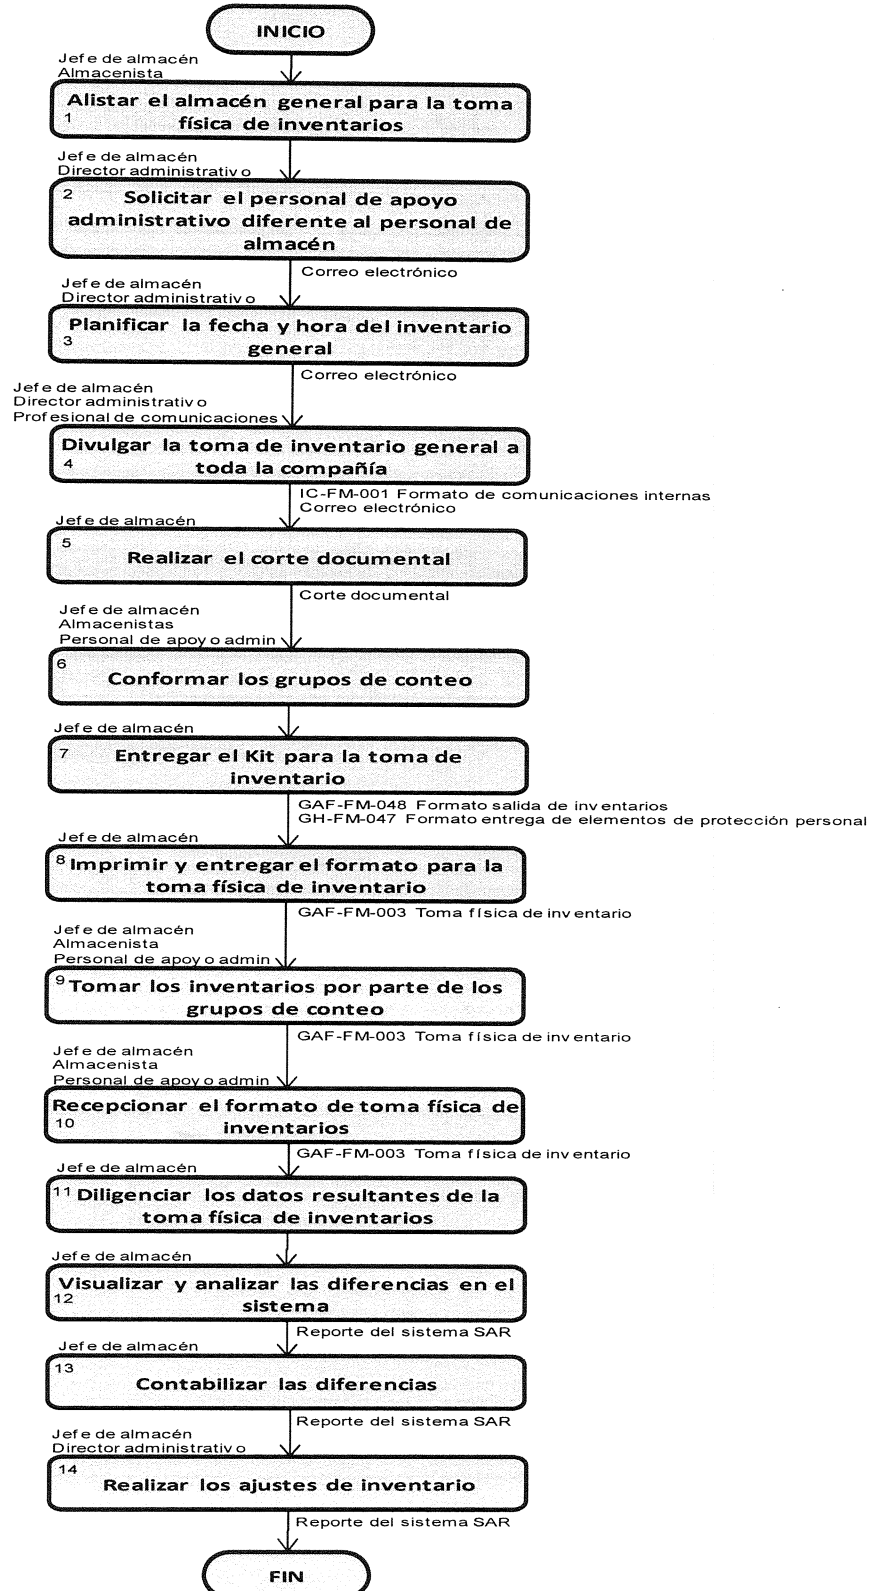 INICIO
Jefe de almacén
Almacenista
Alistar el almacén general para la toma
1
física de inventarios
Jefe de almacén
Director administrativo
2
Solicitar el personal de apoyo
administrativo diferente al personal de
almacén
Correo electrónico
Jefe de almacén
Director administrativo
Planificar la fecha y hora del inventario
3
general
Correo electrónico
Jefe de almacén
Director administrativo
Profesional de comunicaciones
Divulgar la toma de inventario general a
4
toda la compañía
IC-FM-001 Formato de comunicaciones internas
Correo electrónico
Jefe de almacén
5
Realizar el corte documental
Corte documental
Jefe de almacén
Almacenistas
Personal de apoyo admin
6
Conformar los grupos de conteo
Jefe de almacén
7
Entregar el Kit para la toma de
inventario
GAF-FM-048 Formato salida de inventarios
GH-FM-047 Formato entrega de elementos de protección personal
Jefe de almacén
8 Imprimir y entregar el formato para la
toma física de inventario
GAF-FM-003 Toma física de inventario
Jefe de almacén
Almacenista
Personal de apoyo admin
9 Tomar los inventarios por parte de los
grupos de conteo
GAF-FM-003 Toma física de inventario
Jefe de almacén
Almacenista
Personal de apoyo admin
Recepcionar el formato de toma física de
10
inventarios
GAF-FM-003 Toma física de inventario
Jefe de almacén
11 Diligenciar los datos resultantes de la
toma física de inventarios
Jefe de almacén
Visualizar y analizar las diferencias en el
12
sistema
Reporte del sistema SAR
Jefe de almacén
13
Contabilizar las diferencias
Reporte del sistema SAR
Jefe de almacén
Director administrativo
14
Realizar los ajustes de inventario
Reporte del sistema SAR
FIN